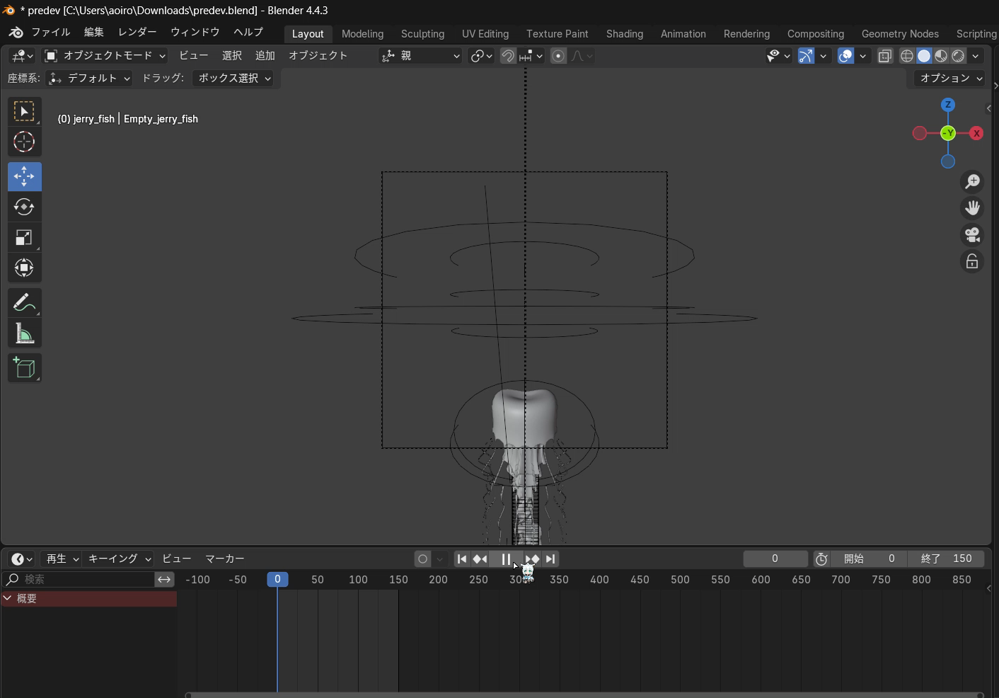 * predev [C:\Users\aoiro\Downloads\predev.blend] - Blender 4.4.3
ファイル 編集 レンダー ウィンドウ ヘルプ Layout Modeling Sculpting UV Editing Texture Paint Shading Animation Rendering Compositing Geometry Nodes Scripting
オブジェクトモード ビュー 選択 追加 オブジェクト 親
座標系: デフォルト ドラッグ: ボックス選択 オプション
(0) jerry_fish | Empty_jerry_fish
Z
-Y X
再生 キーイング ビュー マーカー 0 開始 0 終了 150
検索 -100 -50 0 50 100 150 200 250 300 350 400 450 500 550 600 650 700 750 800 850
概要